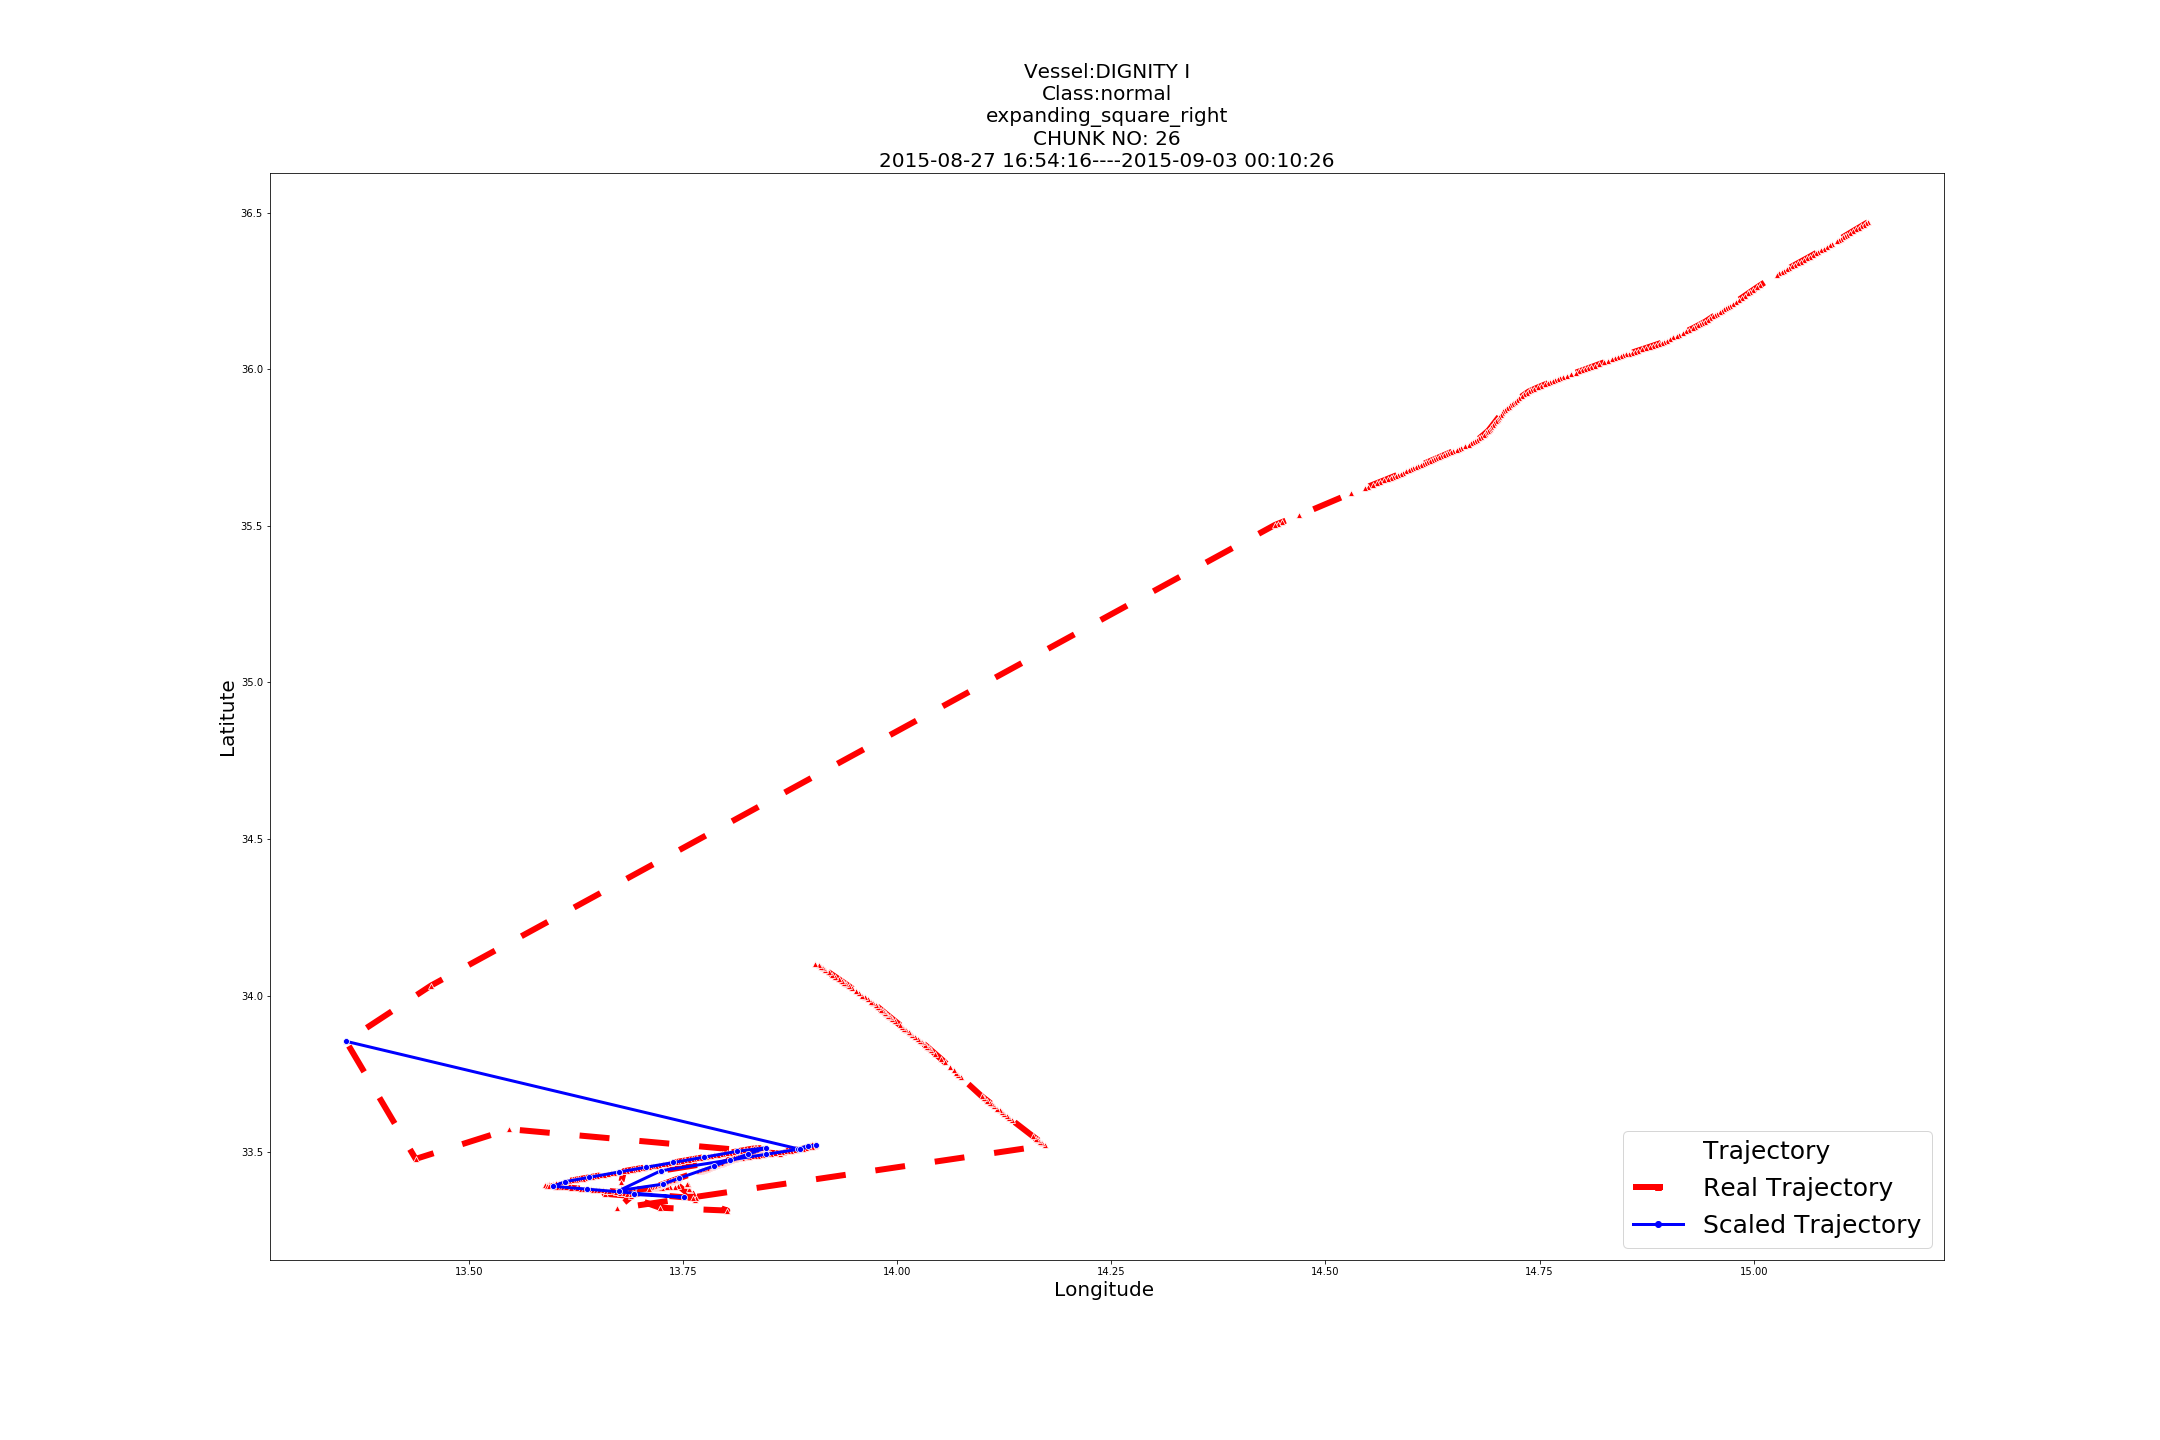 Vessel:DIGNITY I
Class:normal
expanding_square_right
CHUNK NO: 26
2015-08-27 16:54:16----2015-09-03 00:10:26
36.5
36.0
35.5
35.0
34.5
34.0
33.5
Latitute
13.50
13.75
14.00
14.25
14.50
14.75
15.00
Longitude
Trajectory
Real Trajectory
Scaled Trajectory